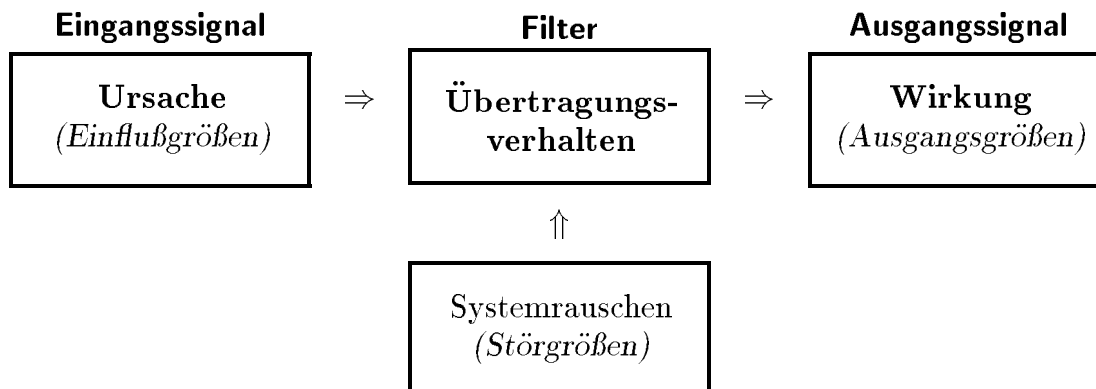 Eingangssignal
Filter
Ausgangssignal
Ursache
(Einflußgrößen)
⇒
Übertragungs-
verhalten
⇒
Wirkung
(Ausgangsgrößen)
⇑
Systemrauschen
(Störgrößen)